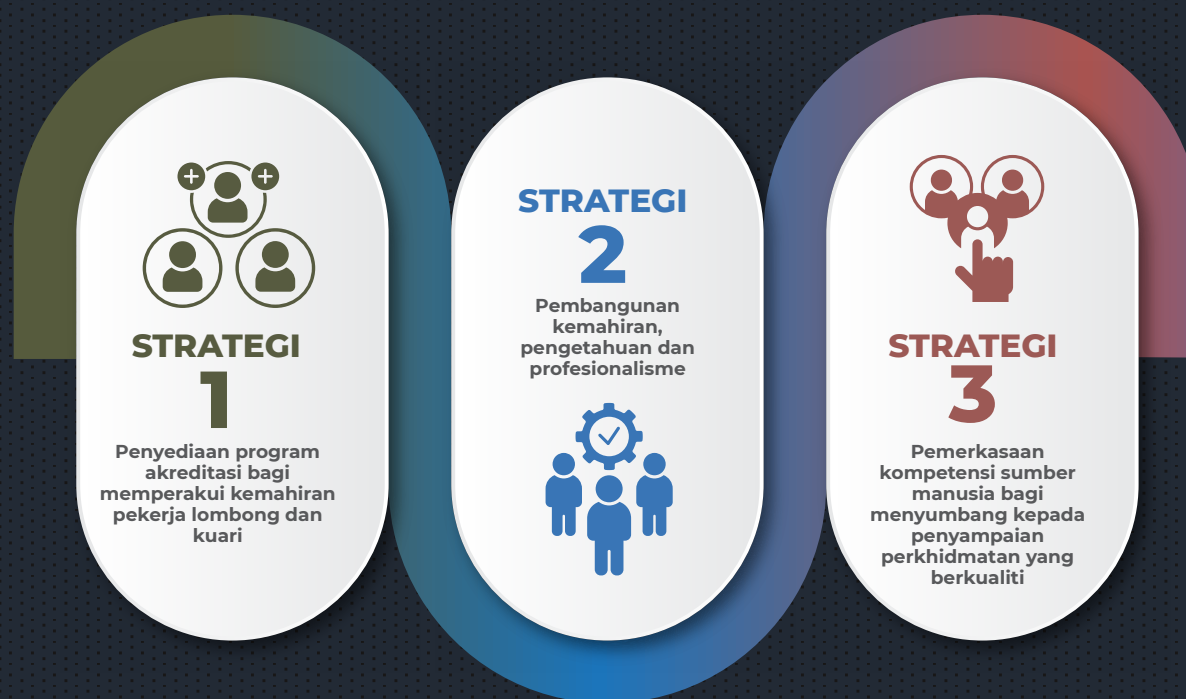 STRATEGI
1
Penyediaan program
akreditasi bagi
memperakui kemahiran
pekerja lombong dan
kuari
STRATEGI
2
Pembangunan
kemahiran,
pengetahuan dan
profesionalisme
STRATEGI
3
Pemerkasaan
kompetensi sumber
manusia bagi
menyumbang kepada
penyampaian
perkhidmatan yang
berkualiti